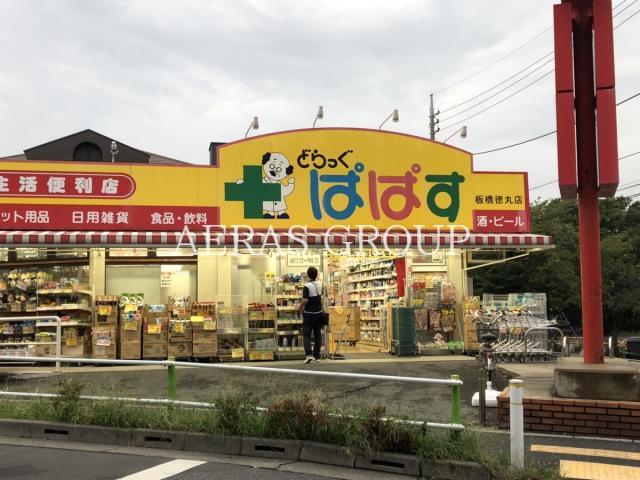 どらっぐ
ぱぱす
板橋徳丸店
生活便利店
ット用品 日用雑貨 食品・飲料
酒・ビール
AERAS GROUP